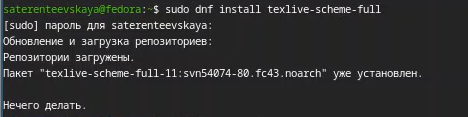 saterenteevskaya@fedora:~$ sudo dnf install texlive-scheme-full
[sudo] пароль для saterenteevskaya:
Обновление и загрузка репозиториев:
Репозитории загружены.
Пакет "texlive-scheme-full-11:svn54074-80.fc43.noarch" уже установлен.
Нечего делать.